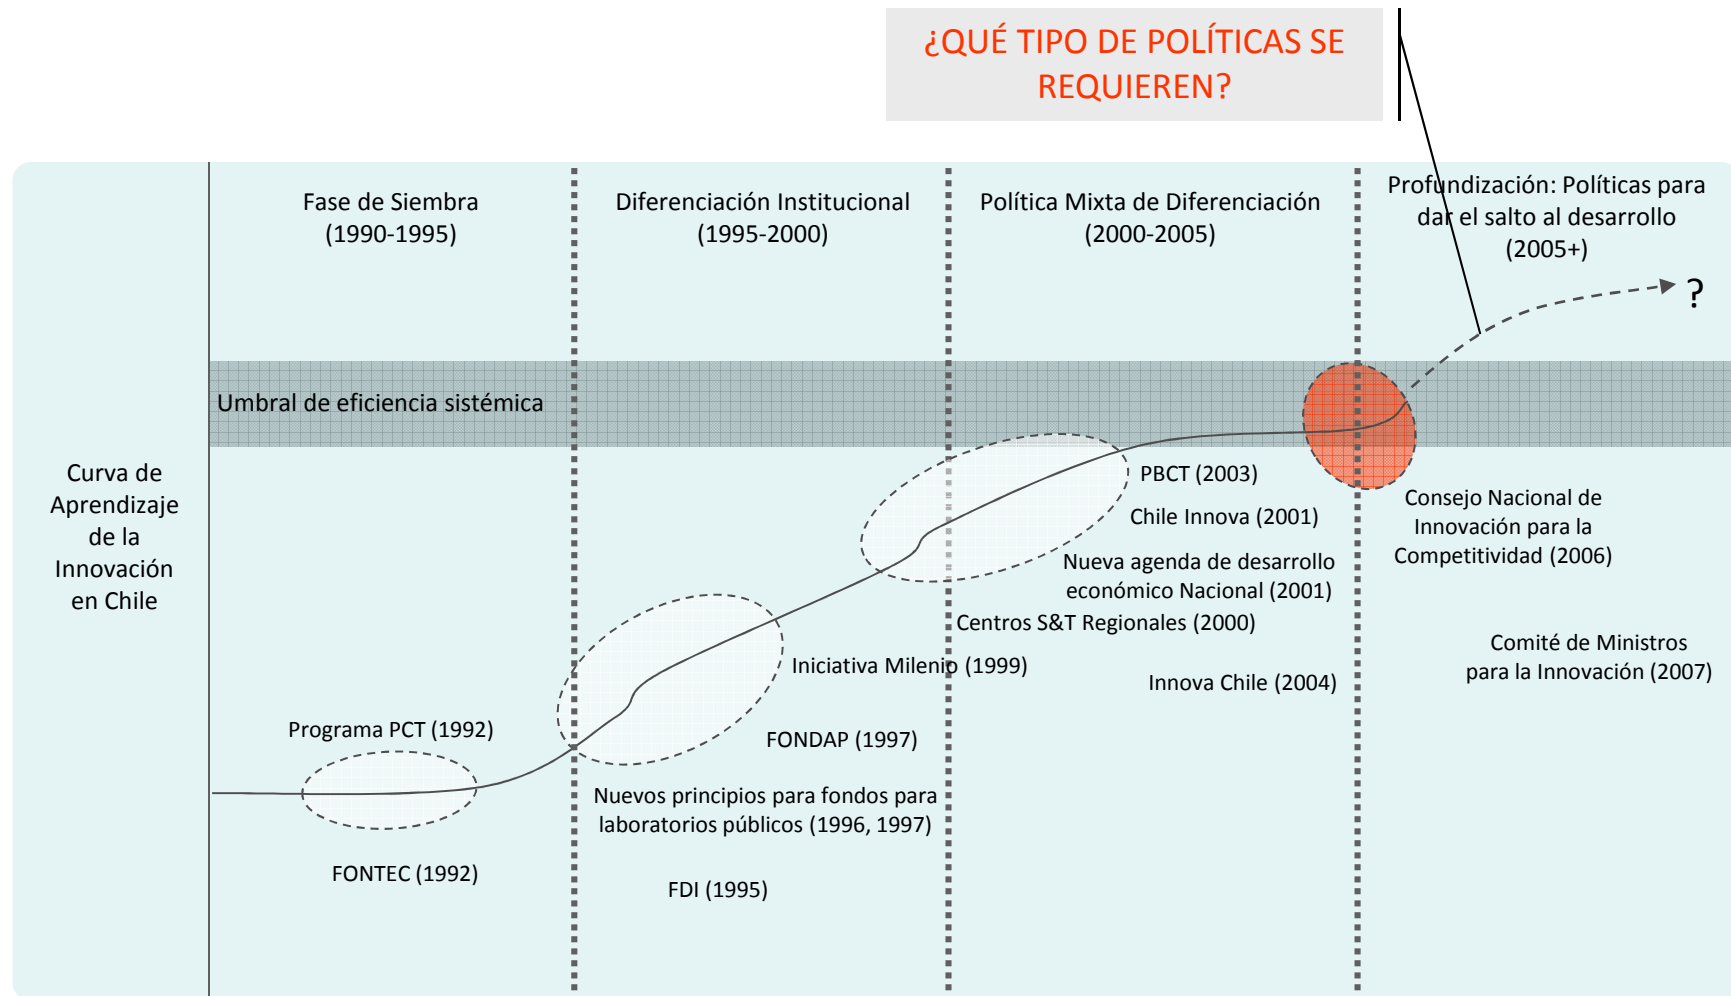 ¿QUÉ TIPO DE POLÍTICAS SE
REQUIEREN?
Fase de Siembra
(1990-1995)
Diferenciación Institucional
(1995-2000)
Política Mixta de Diferenciación
(2000-2005)
Profundización: Políticas para
dar el salto al desarrollo
(2005+)
?
Umbral de eficiencia sistémica
Curva de
Aprendizaje
de la
Innovación
en Chile
Programa PCT (1992)
FONTEC (1992)
Iniciativa Milenio (1999)
FONDAP (1997)
Nuevos principios para fondos para
laboratorios públicos (1996, 1997)
FDI (1995)
PBCT (2003)
Chile Innova (2001)
Nueva agenda de desarrollo
económico Nacional (2001)
Centros S&T Regionales (2000)
Innova Chile (2004)
Consejo Nacional de
Innovación para la
Competitividad (2006)
Comité de Ministros
para la Innovación (2007)